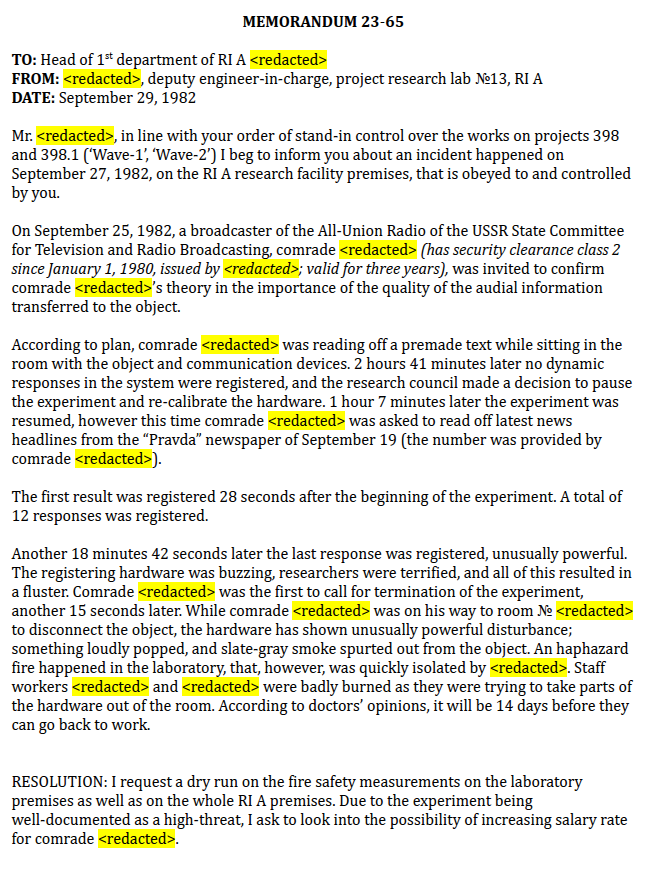 MEMORANDUM 23-65
TO: Head of 1st department of RI A <redacted>
FROM: <redacted>, deputy engineer-in-charge, project research lab №13, RI A
DATE: September 29, 1982
Mr. <redacted>, in line with your order of stand-in control over the works on projects 398
and 398.1 (‘Wave-1’, ‘Wave-2’) I beg to inform you about an incident happened on
September 27, 1982, on the RI A research facility premises, that is obeyed to and controlled
by you.
On September 25, 1982, a broadcaster of the All-Union Radio of the USSR State Committee
for Television and Radio Broadcasting, comrade <redacted> (has security clearance class 2
since January 1, 1980, issued by <redacted>; valid for three years), was invited to confirm
comrade <redacted>’s theory in the importance of the quality of the audial information
transferred to the object.
According to plan, comrade <redacted> was reading off a premade text while sitting in the
room with the object and communication devices. 2 hours 41 minutes later no dynamic
responses in the system were registered, and the research council made a decision to pause
the experiment and re-calibrate the hardware. 1 hour 7 minutes later the experiment was
resumed, however this time comrade <redacted> was asked to read off latest news
headlines from the “Pravda” newspaper of September 19 (the number was provided by
comrade <redacted>).
The first result was registered 28 seconds after the beginning of the experiment. A total of
12 responses was registered.
Another 18 minutes 42 seconds later the last response was registered, unusually powerful.
The registering hardware was buzzing, researchers were terrified, and all of this resulted in
a fluster. Comrade <redacted> was the first to call for termination of the experiment,
another 15 seconds later. While comrade <redacted> was on his way to room № <redacted>
to disconnect the object, the hardware has shown unusually powerful disturbance;
something loudly popped, and slate-gray smoke spurted out from the object. An haphazard
fire happened in the laboratory, that, however, was quickly isolated by <redacted>. Staff
workers <redacted> and <redacted> were badly burned as they were trying to take parts of
the hardware out of the room. According to doctors’ opinions, it will be 14 days before they
can go back to work.
RESOLUTION: I request a dry run on the fire safety measurements on the laboratory
premises as well as on the whole RI A premises. Due to the experiment being
well-documented as a high-threat, I ask to look into the possibility of increasing salary rate
for comrade <redacted>.